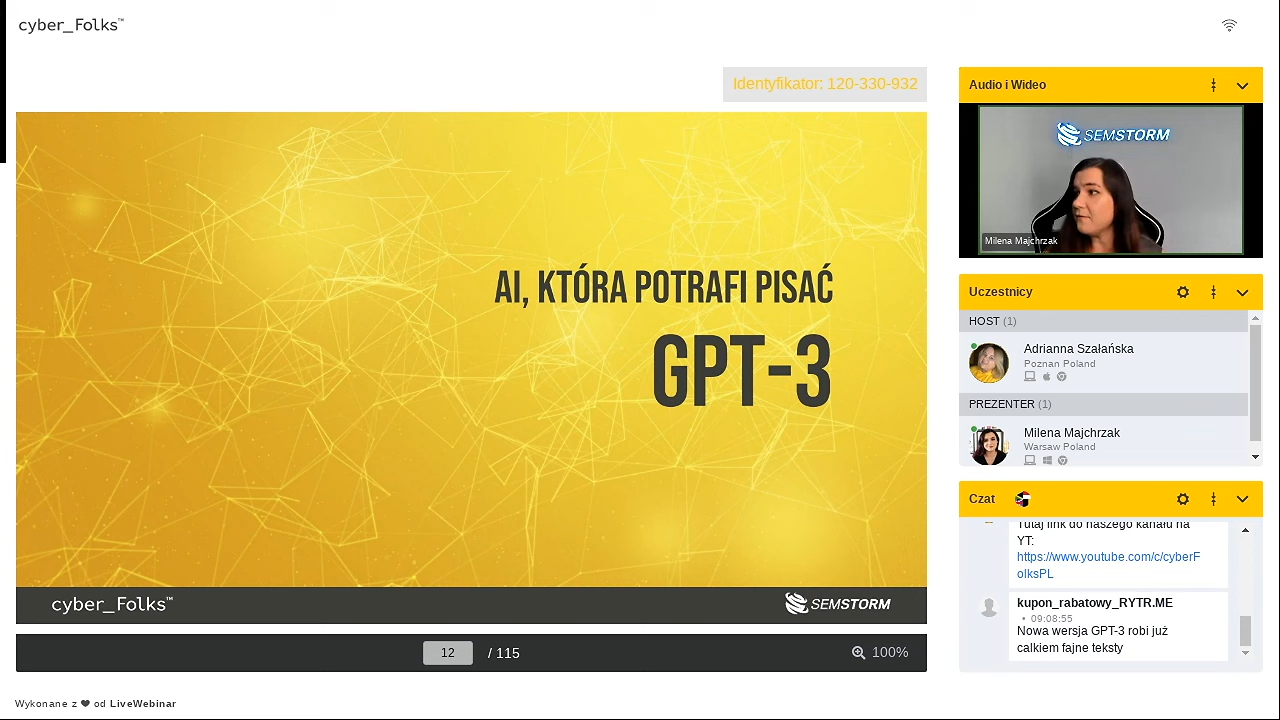 cyber_Folks™
Identyfikator: 120-330-932
AI, KTÓRA POTRAFI PISAĆ
GPT-3
cyber_Folks™
SEMSTORM
12 / 115
100%
Wykonane z ❤ od LiveWebinar
Audio i Wideo
SEMSTORM
Milena Majchrzak
Uczestnicy
HOST (1)
Adrianna Szałańska
Poznan Poland
PREZENTER (1)
Milena Majchrzak
Warsaw Poland
Czat
Tutaj link do naszego kanału na
YT:
https://www.youtube.com/c/cyberF
olksPL
kupon_rabatowy_RYTR.ME
• 09:08:55
Nowa wersja GPT-3 robi już
calkiem fajne teksty